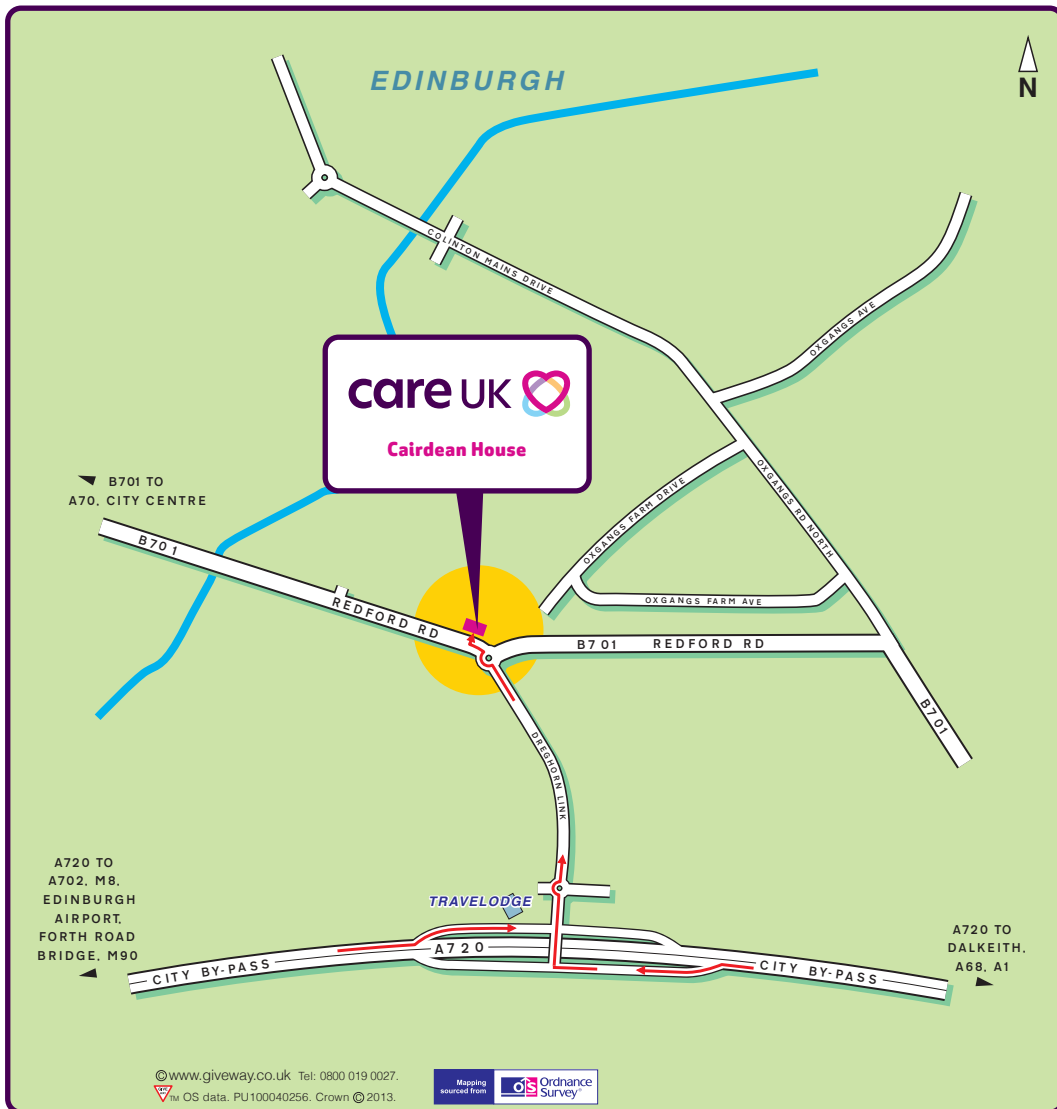 EDINBURGH
N
COLINTON MAINS DRIVE
OXGANGS AVE
care UK
Cairdean House
B701 TO
A70, CITY CENTRE
OXGANGS FARM DRIVE
OXGANGS RD NORTH
B701
REDFORD RD
OXGANGS FARM AVE
B701 REDFORD RD
B701
DREGHORN LINK
A720 TO
A702, M8,
EDINBURGH
AIRPORT,
FORTH ROAD
BRIDGE, M90
TRAVELODGE
A720
CITY BY-PASS
CITY BY-PASS
A720 TO
DALKEITH,
A68, A1
©www.giveway.co.uk Tel: 0800 019 0027.
TM OS data. PU100040256. Crown © 2013.
Mapping
sourced from
OS
Ordnance
Survey®